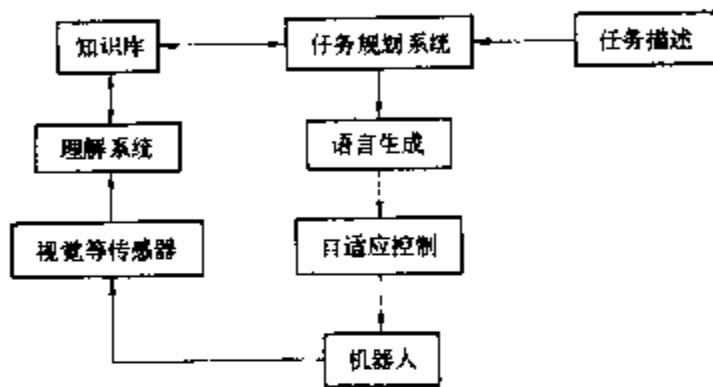 知识库
任务规划系统
任务描述
理解系统
语言生成
视觉等传感器
自适应控制
机器人